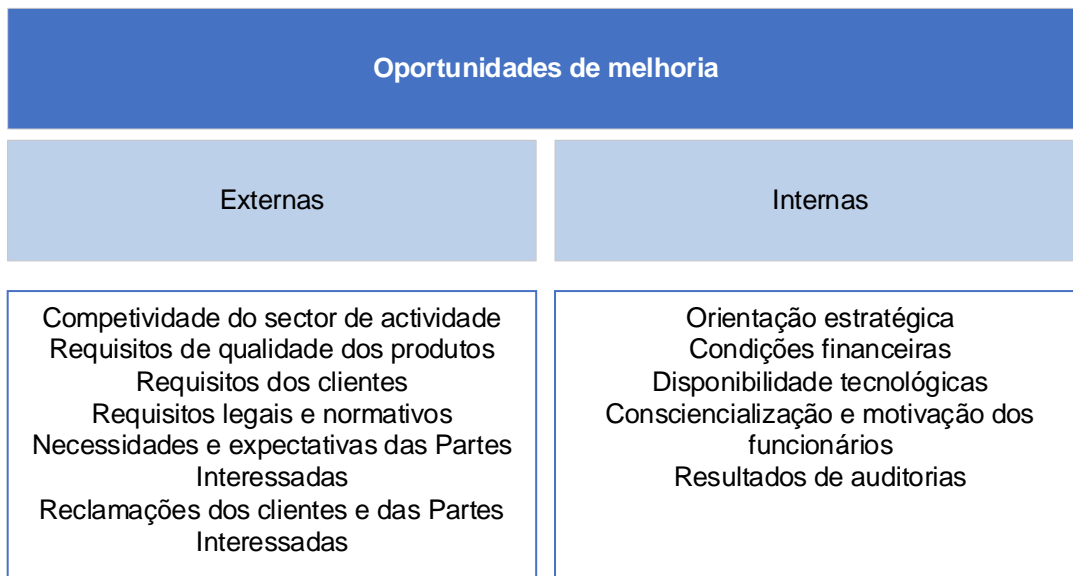 Oportunidades de melhoria
Externas
Internas
Competividade do sector de actividade
Requisitos de qualidade dos produtos
Requisitos dos clientes
Requisitos legais e normativos
Necessidades e expectativas das Partes
Interessadas
Reclamações dos clientes e das Partes
Interessadas
Orientação estratégica
Condições financeiras
Disponibilidade tecnológicas
Consciencialização e motivação dos
funcionários
Resultados de auditorias